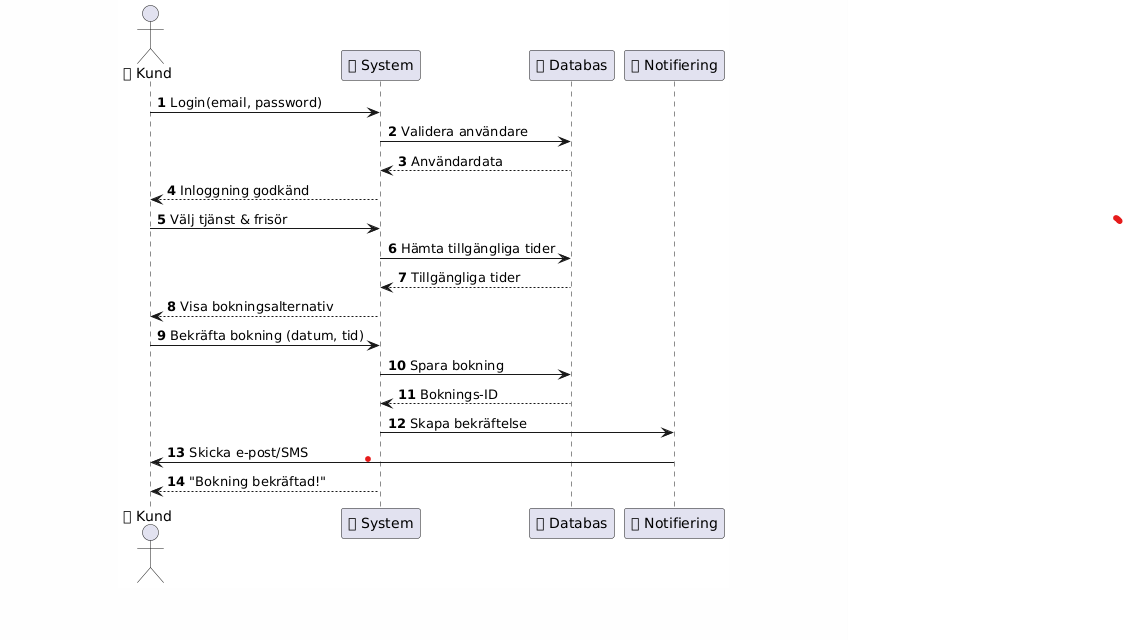 Kund
System
Databas
Notifiering
1 Login(email, password)
2 Validera användare
3 Användardata
4 Inloggning godkänd
5 Välj tjänst & frisör
6 Hämta tillgängliga tider
7 Tillgängliga tider
8 Visa bokningsalternativ
9 Bekräfta bokning (datum, tid)
10 Spara bokning
11 Boknings-ID
12 Skapa bekräftelse
13 Skicka e-post/SMS
14 "Bokning bekräftad!"
Kund
System
Databas
Notifiering